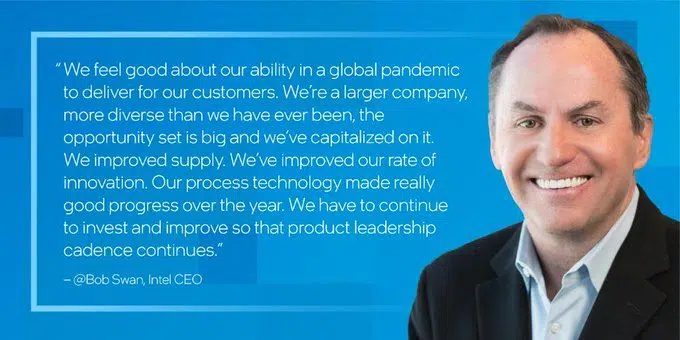 “We feel good about our ability in a global pandemic
to deliver for our customers. We’re a larger company,
more diverse than we have ever been, the
opportunity set is big and we’ve capitalized on it.
We improved supply. We’ve improved our rate of
innovation. Our process technology made really
good progress over the year. We have to continue
to invest and improve so that product leadership
cadence continues.”
– @Bob Swan, Intel CEO